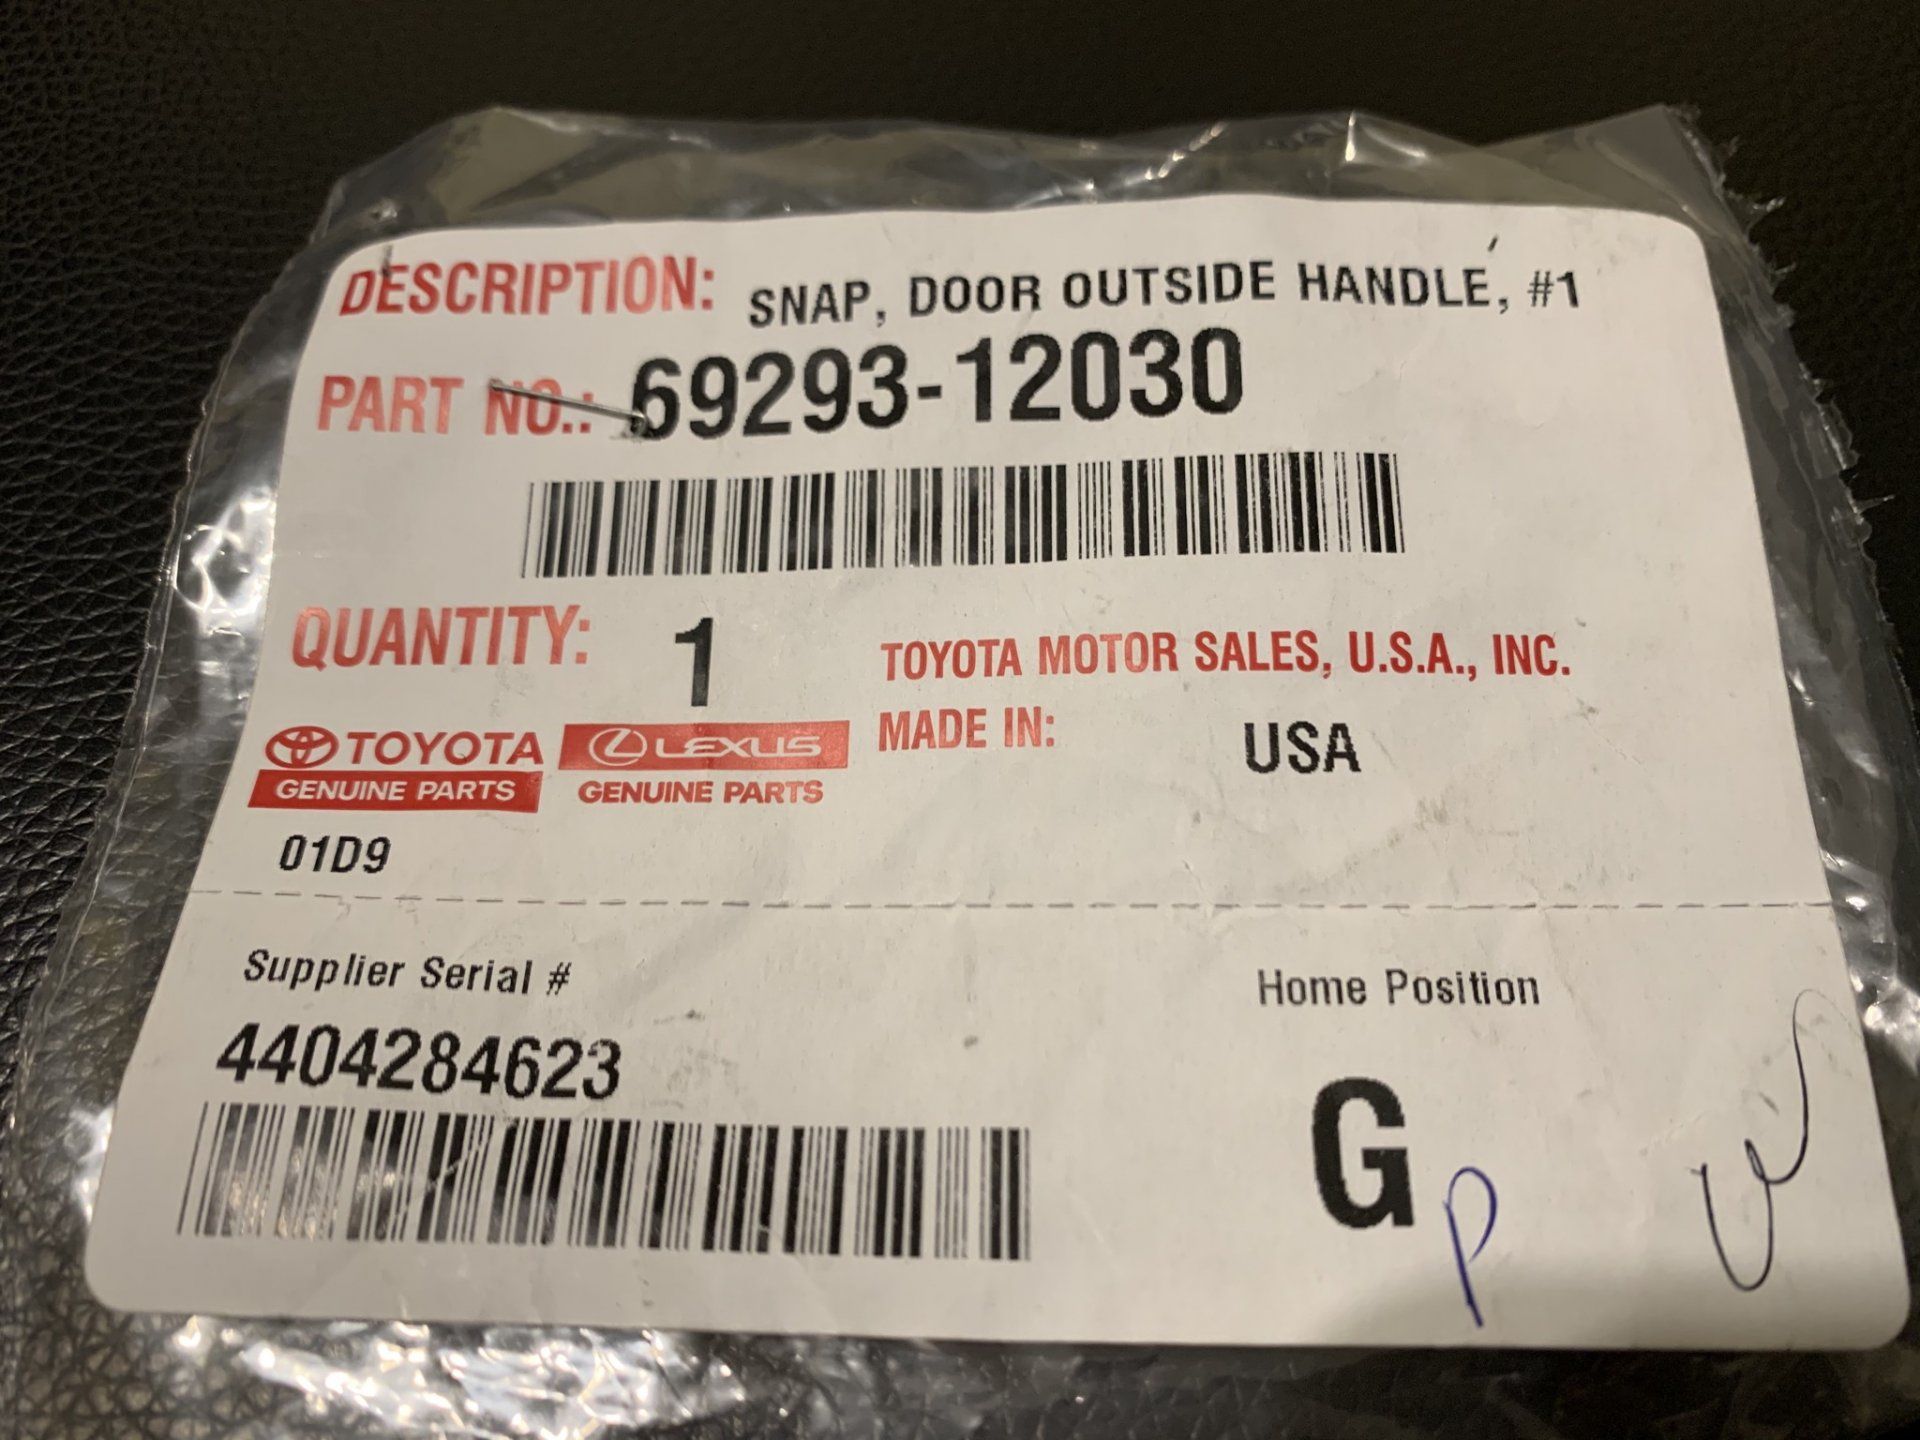 DESCRIPTION: SNAP, DOOR OUTSIDE HANDLE, #1
PART NO.: 69293-12030
QUANTITY: 1
TOYOTA MOTOR SALES, U.S.A., INC.
TOYOTA
GENUINE PARTS
LEXUS
GENUINE PARTS
MADE IN: USA
01D9
Supplier Serial #
4404284623
Home Position
G
P